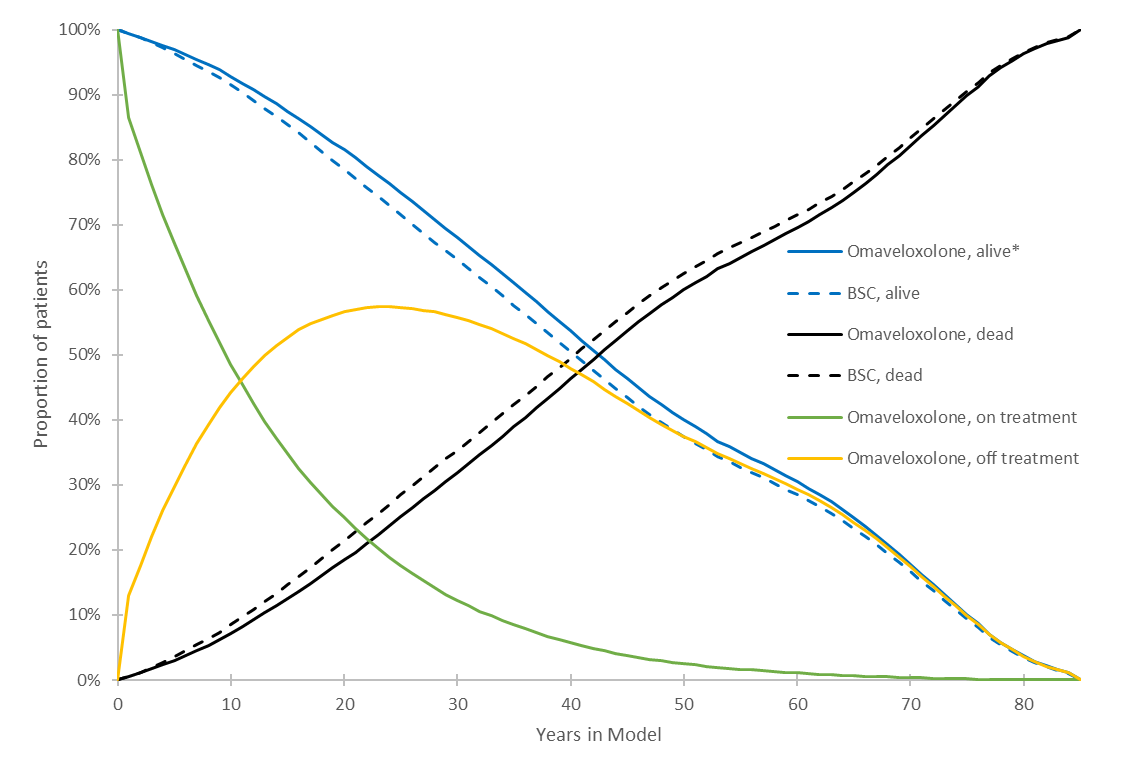 100%
90%
80%
70%
60%
50%
40%
30%
20%
10%
0%
Proportion of patients
0 10 20 30 40 50 60 70 80
Years in Model
Omaveloxolone, alive*
BSC, alive
Omaveloxolone, dead
BSC, dead
Omaveloxolone, on treatment
Omaveloxolone, off treatment